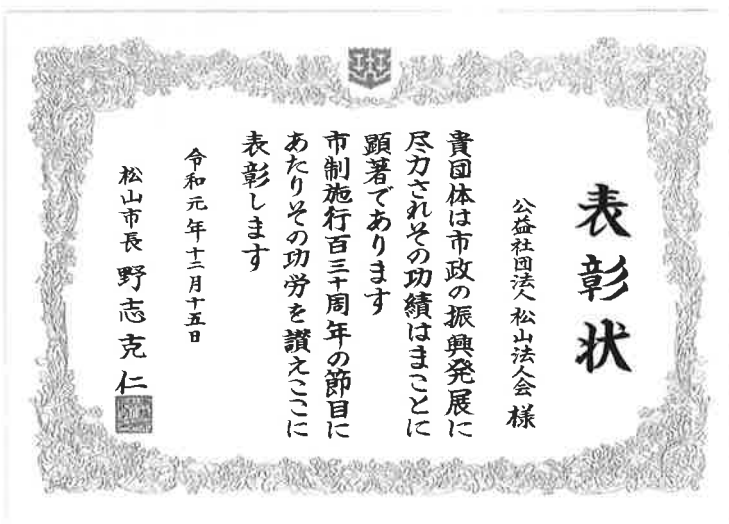 表彰状
公益社団法人 松山法人会 様
貴団体は市政の振興発展に
尽力されその功績はまことに
顕著であります
市制施行百三十周年の節目に
あたりその功労を讃えここに
表彰します
令和元年十二月十五日
松山市長 野志克仁